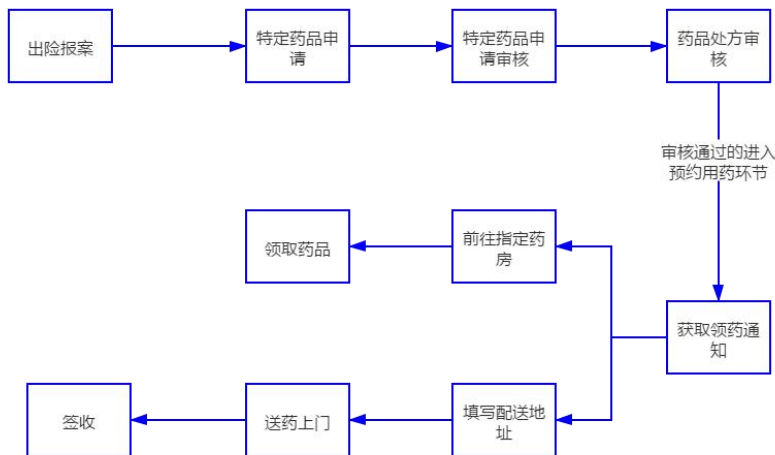 出险报案
特定药品申
请
特定药品申
请审核
药品处方审
核
审核通过的进入
预约用药环节
领取药品
前往指定药
房
获取领药通
知
签收
送药上门
填写配送地
址